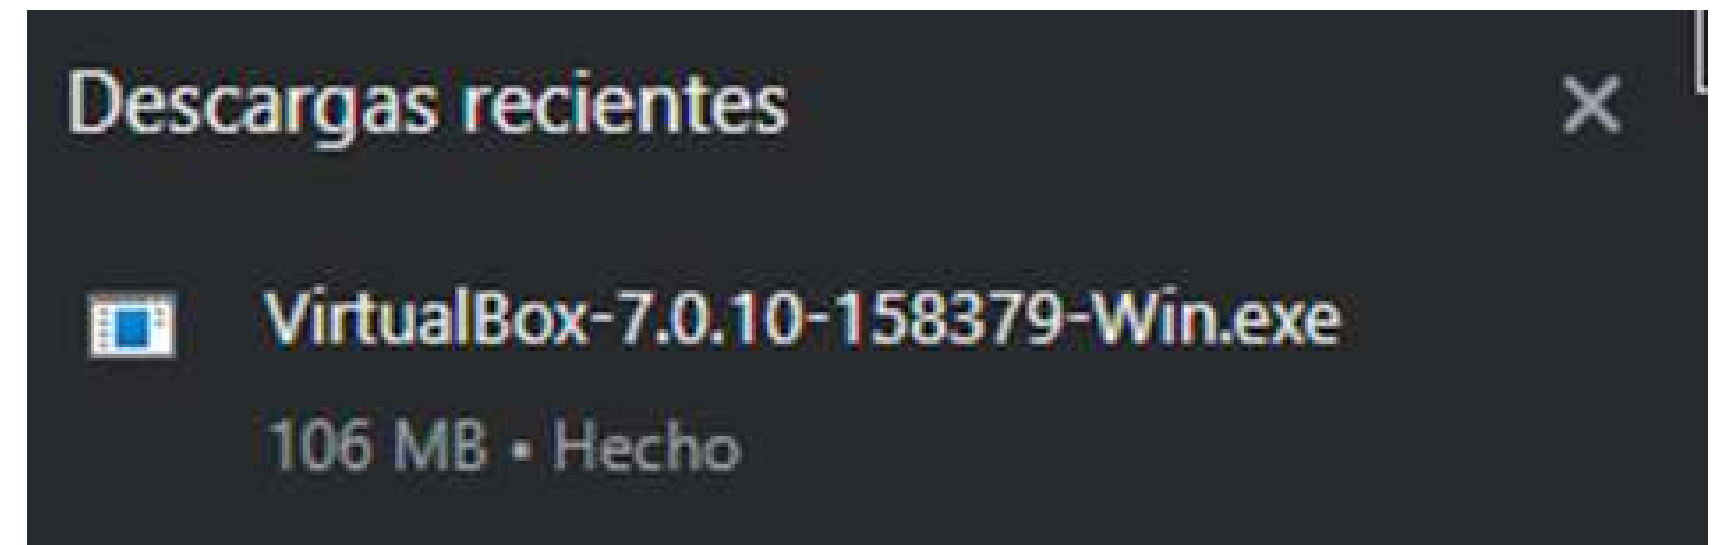 Descargas recientes
VirtualBox-7.0.10-158379-Win.exe
106 MB • Hecho